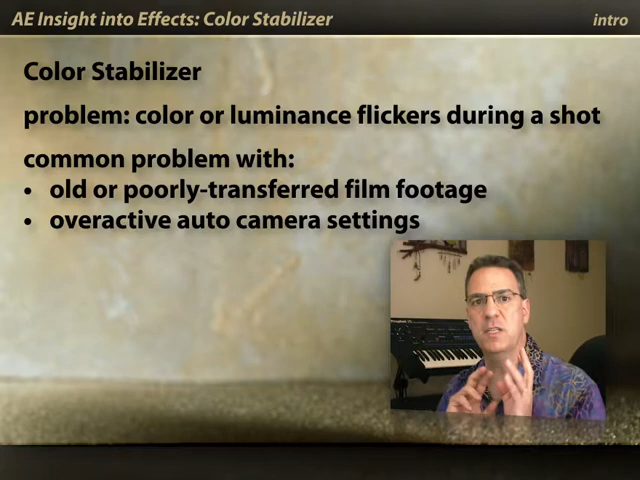 AE Insight into Effects: Color Stabilizer
intro
Color Stabilizer
problem: color or luminance flickers during a shot
common problem with:
• old or poorly-transferred film footage
• overactive auto camera settings